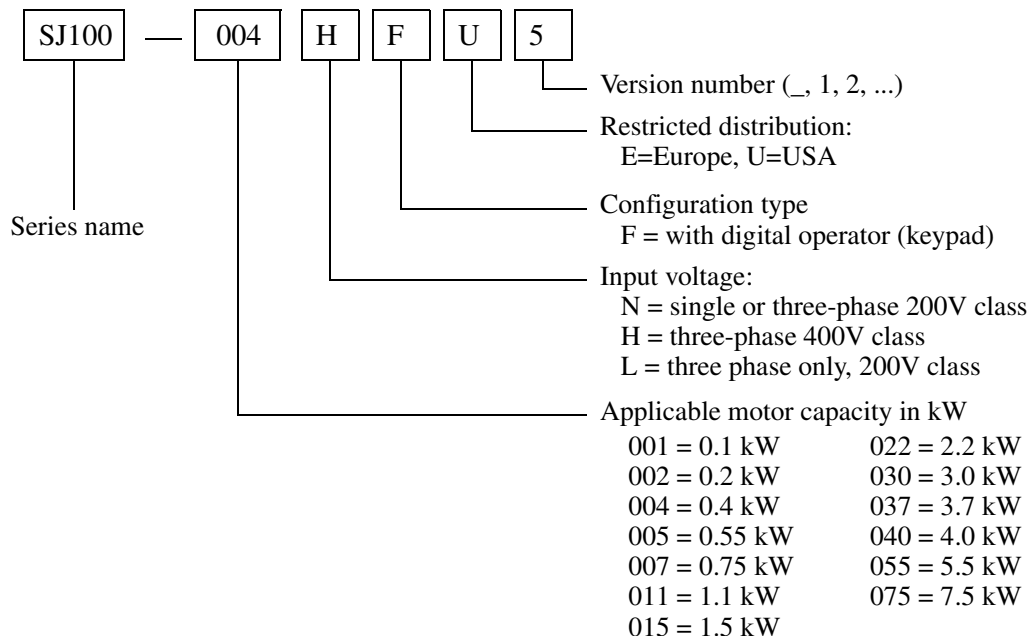 SJ100 — 004 H F U 5
Version number (_, 1, 2, ...)
Restricted distribution:
E=Europe, U=USA
Series name
Configuration type
F = with digital operator (keypad)
Input voltage:
N = single or three-phase 200V class
H = three-phase 400V class
L = three phase only, 200V class
Applicable motor capacity in kW
001 = 0.1 kW
002 = 0.2 kW
004 = 0.4 kW
005 = 0.55 kW
007 = 0.75 kW
011 = 1.1 kW
015 = 1.5 kW
022 = 2.2 kW
030 = 3.0 kW
037 = 3.7 kW
040 = 4.0 kW
055 = 5.5 kW
075 = 7.5 kW